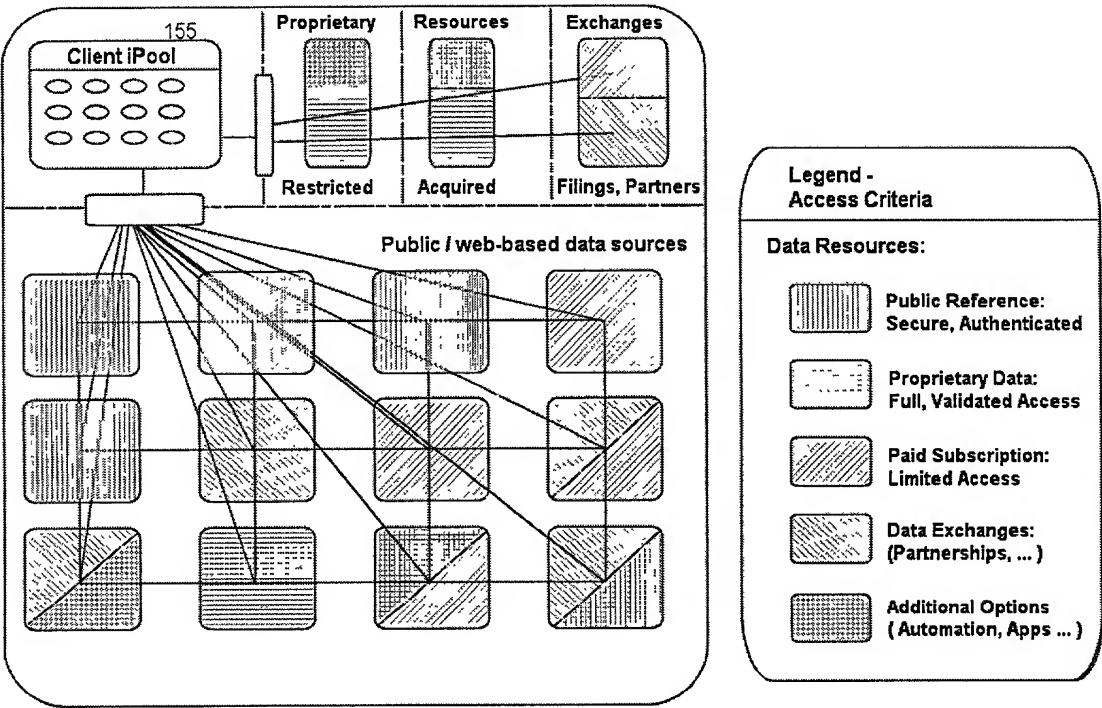 155
Client iPool
Proprietary
Resources
Exchanges
Restricted
Acquired
Filings, Partners
Public / web-based data sources
Legend -
Access Criteria
Data Resources:
Public Reference:
Secure, Authenticated
Proprietary Data:
Full, Validated Access
Paid Subscription:
Limited Access
Data Exchanges:
(Partnerships, ... )
Additional Options
( Automation, Apps ... )